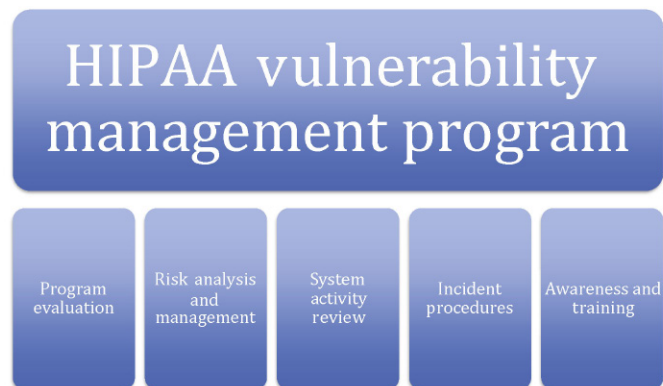 HIPAA vulnerability
management program
Program
evaluation
Risk analysis
and
management
System
activity
review
Incident
procedures
Awareness and
training